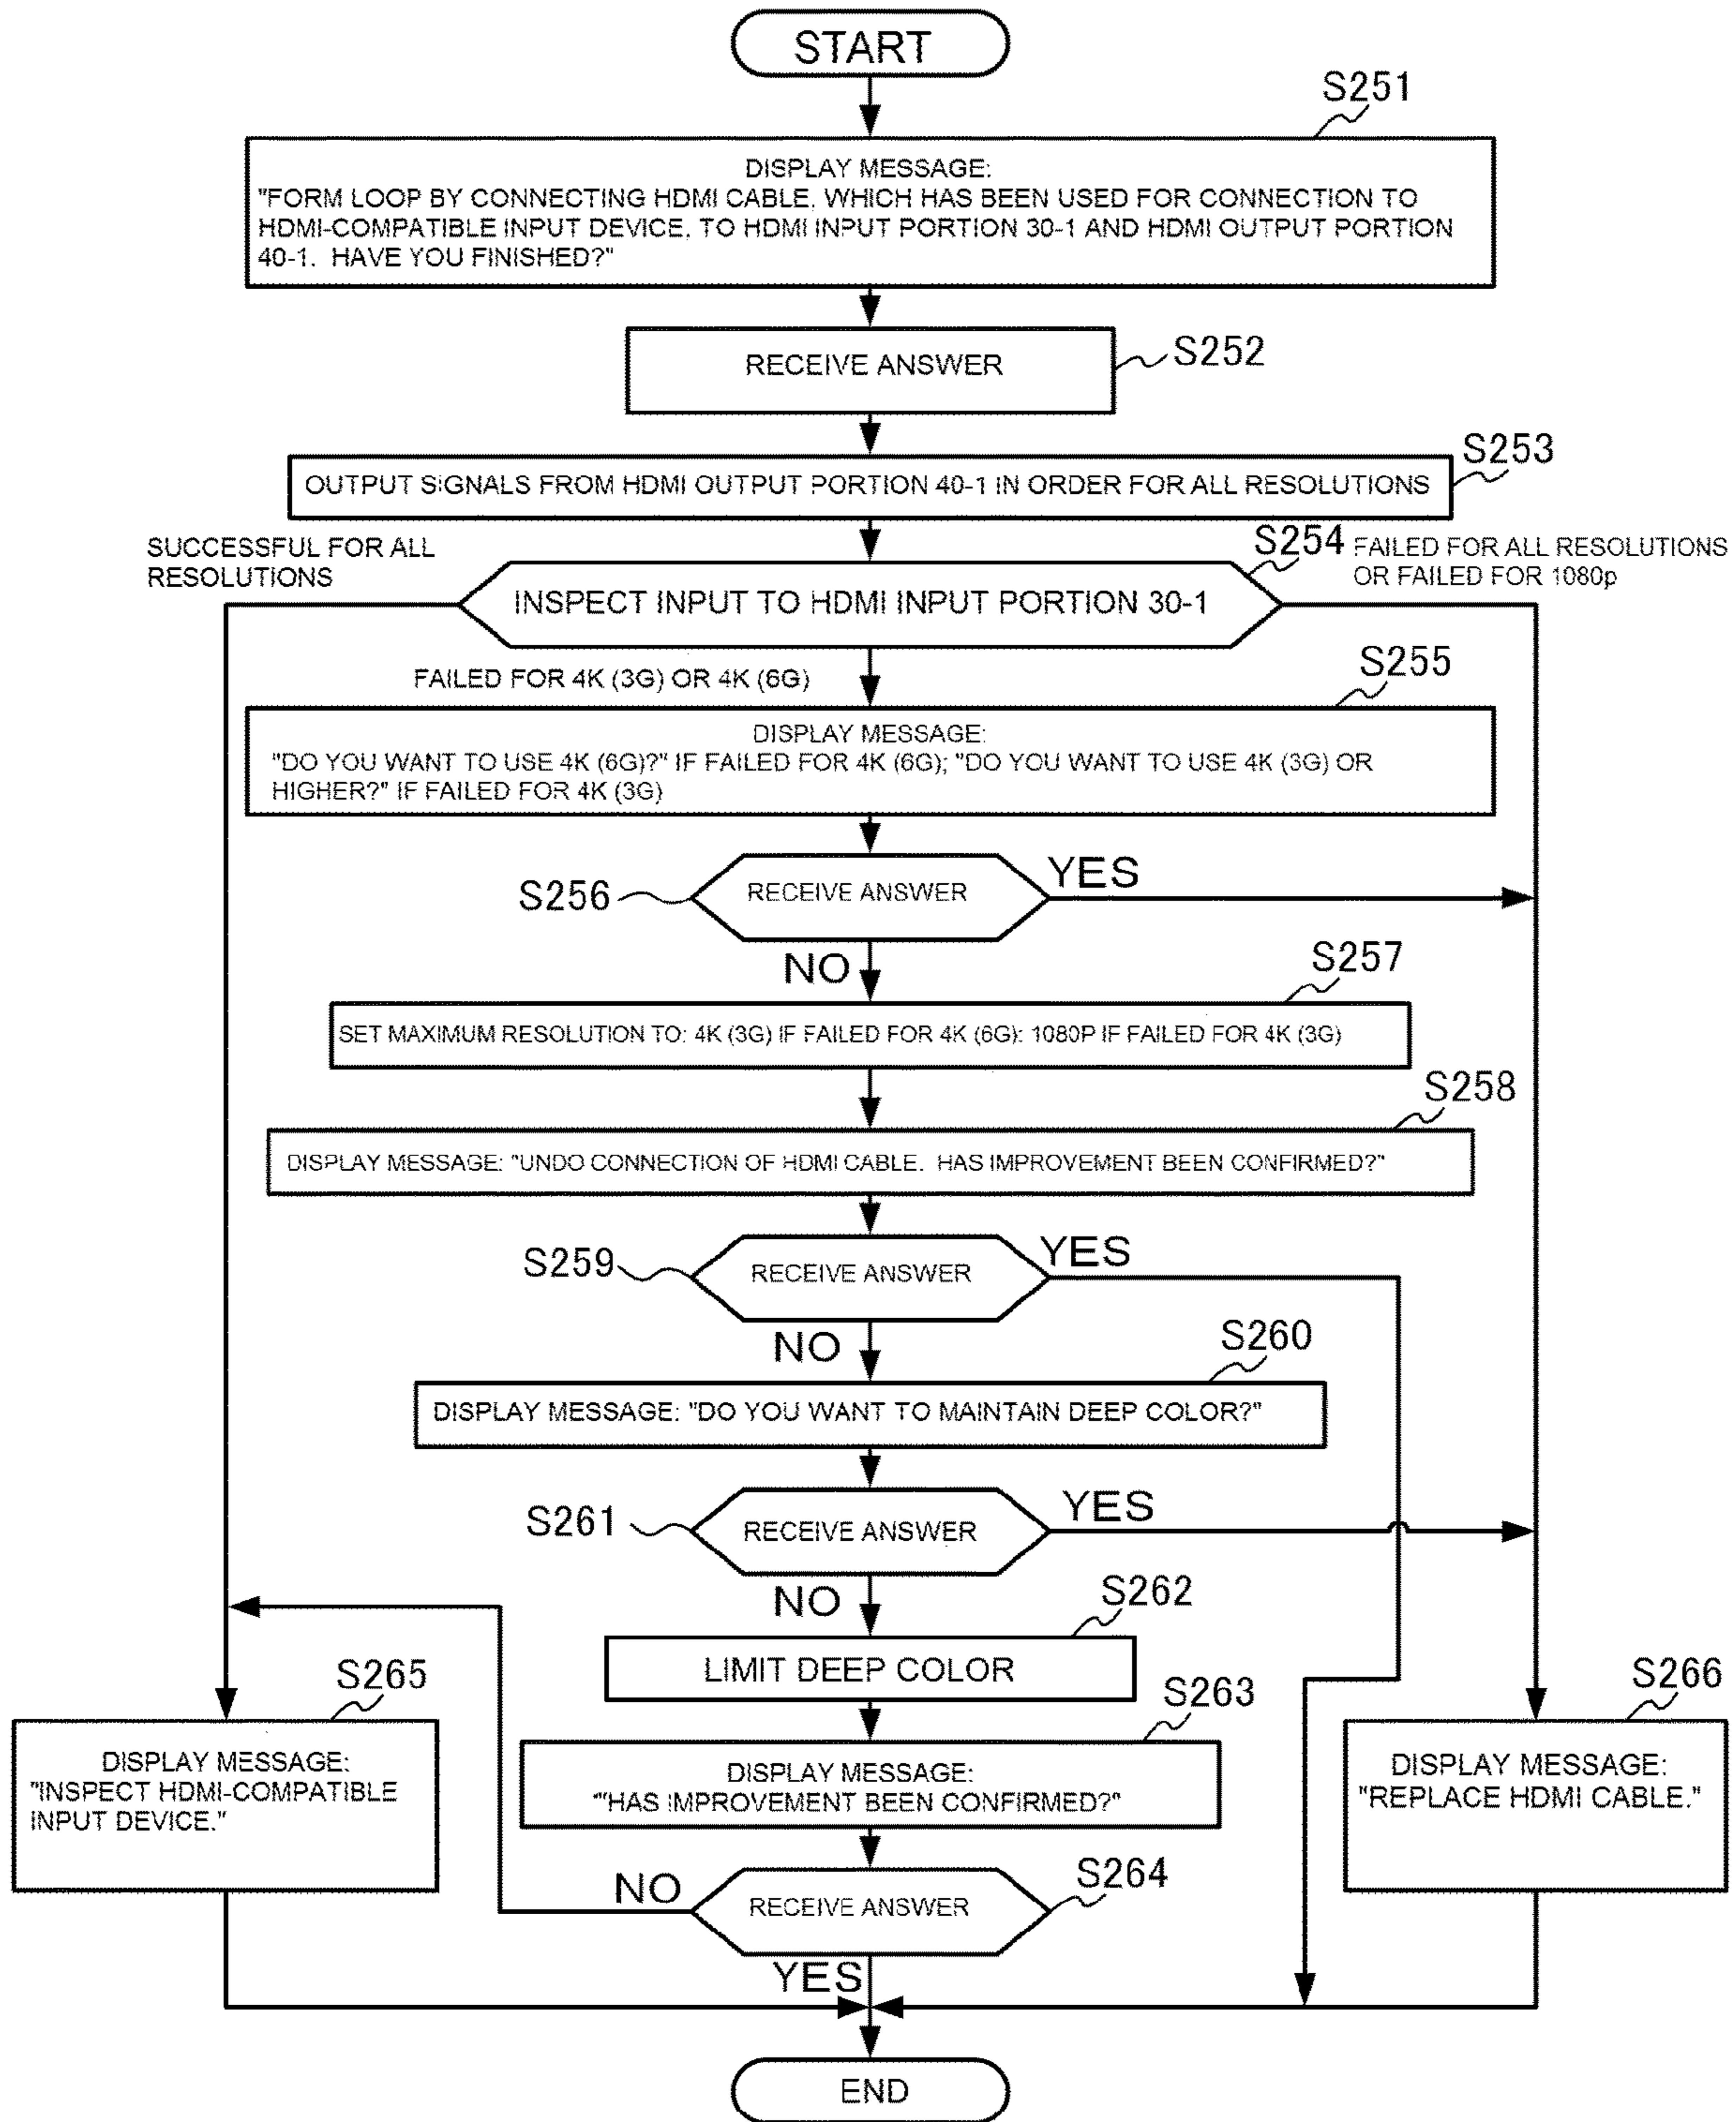 START
S251
DISPLAY MESSAGE:
"FORM LOOP BY CONNECTING HDMI CABLE, WHICH HAS BEEN USED FOR CONNECTION TO
HDMI-COMPATIBLE INPUT DEVICE, TO HDMI INPUT PORTION 30-1 AND HDMI OUTPUT PORTION
40-1. HAVE YOU FINISHED?"
RECEIVE ANSWER
S252
S253
OUTPUT SIGNALS FROM HDMI OUTPUT PORTION 40-1 IN ORDER FOR ALL RESOLUTIONS
SUCCESSFUL FOR ALL
RESOLUTIONS
S254
FAILED FOR ALL RESOLUTIONS
OR FAILED FOR 1080p
INSPECT INPUT TO HDMI INPUT PORTION 30-1
FAILED FOR 4K (3G) OR 4K (6G)
S255
DISPLAY MESSAGE:
"DO YOU WANT TO USE 4K (6G)?" IF FAILED FOR 4K (6G); "DO YOU WANT TO USE 4K (3G) OR
HIGHER?" IF FAILED FOR 4K (3G)
S256
RECEIVE ANSWER
YES
NO
S257
SET MAXIMUM RESOLUTION TO: 4K (3G) IF FAILED FOR 4K (6G): 1080P IF FAILED FOR 4K (3G)
S258
DISPLAY MESSAGE: "UNDO CONNECTION OF HDMI CABLE. HAS IMPROVEMENT BEEN CONFIRMED?"
S259
RECEIVE ANSWER
YES
NO
S260
DISPLAY MESSAGE: "DO YOU WANT TO MAINTAIN DEEP COLOR?"
S261
RECEIVE ANSWER
YES
NO
S262
LIMIT DEEP COLOR
S263
DISPLAY MESSAGE:
""HAS IMPROVEMENT BEEN CONFIRMED?"
S264
RECEIVE ANSWER
NO
YES
S265
DISPLAY MESSAGE:
"INSPECT HDMI-COMPATIBLE
INPUT DEVICE."
S266
DISPLAY MESSAGE:
"REPLACE HDMI CABLE."
END